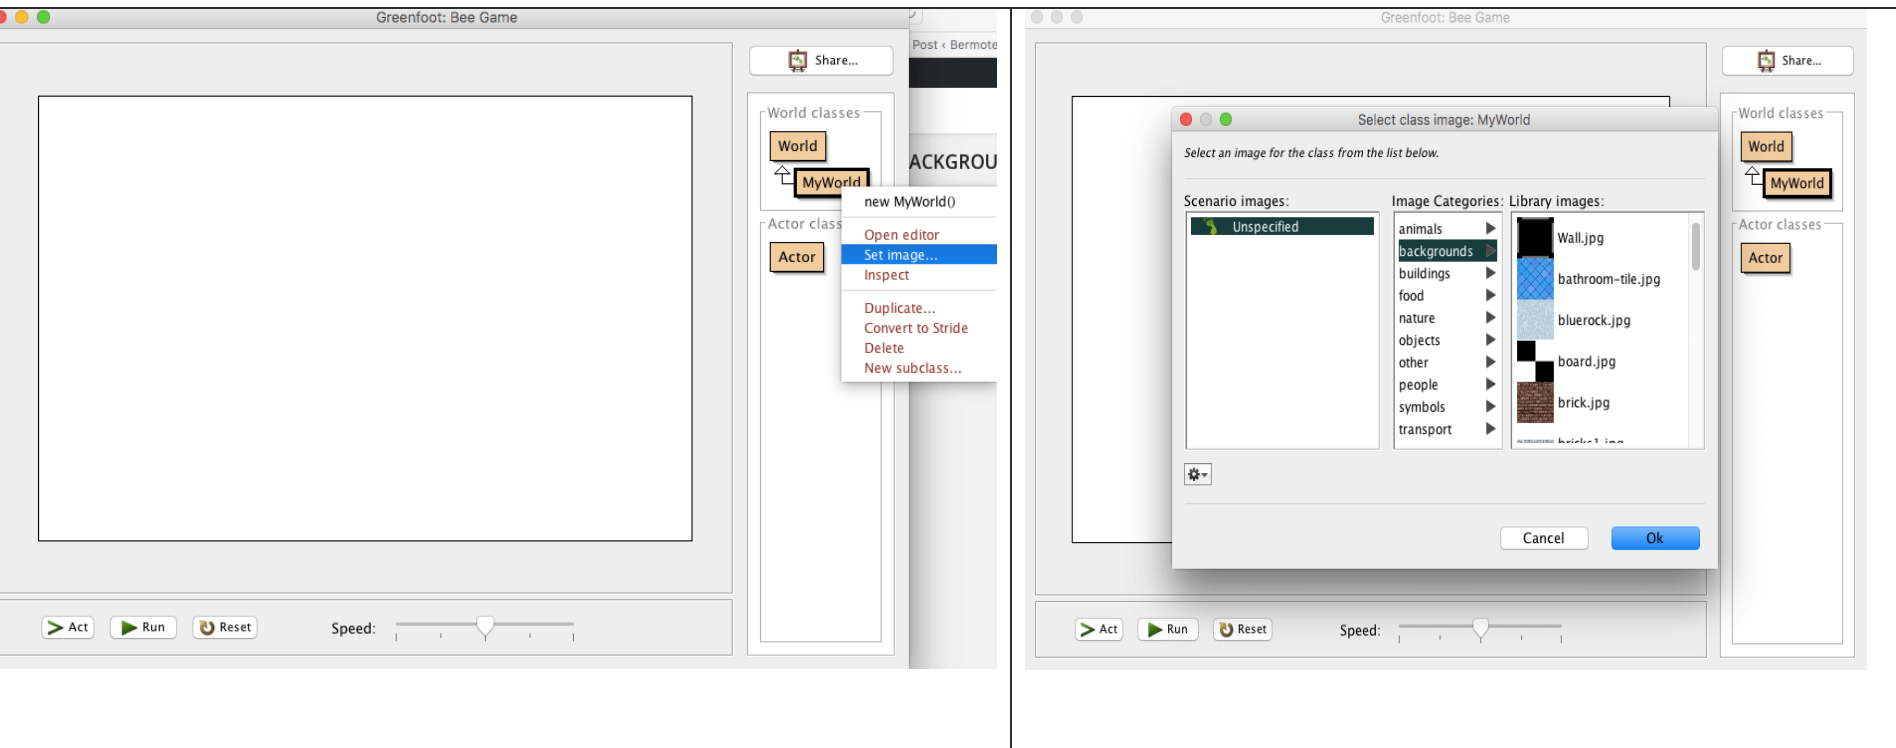 Greenfoot: Bee Game
Post ‹ Bermote
Share...
World classes
World
ACKGROU
MyWorld
new MyWorld()
Actor class
Open editor
Set image...
Actor
Inspect
Duplicate...
Convert to Stride
Delete
New subclass...
Act
Run
Reset
Speed:
Greenfoot: Bee Game
Share...
World classes
World
MyWorld
Actor classes
Actor
Select class image: MyWorld
Select an image for the class from the list below.
Scenario images:
Unspecified
Image Categories:
animals
backgrounds
buildings
food
nature
objects
other
people
symbols
transport
Library images:
Wall.jpg
bathroom-tile.jpg
bluerock.jpg
board.jpg
brick.jpg
bricks1.jpg
Cancel
Ok
Act
Run
Reset
Speed: